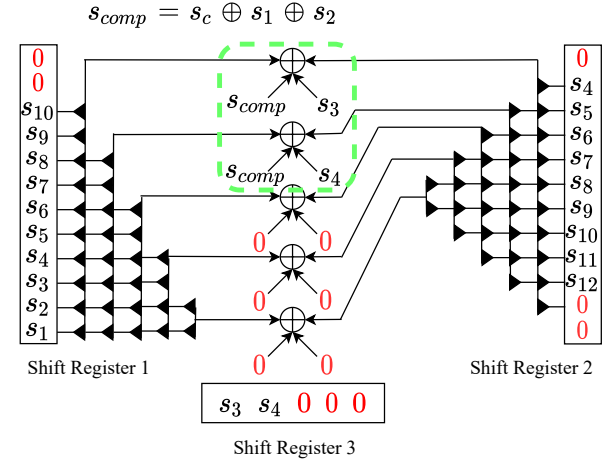 s_comp = s_c ⊕ s_1 ⊕ s_2
0
0
s_10
s_9
s_8
s_7
s_6
s_5
s_4
s_3
s_2
s_1
Shift Register 1
s_comp s_3
s_comp s_4
0 0
0 0
0 0
0
s_4
s_5
s_6
s_7
s_8
s_9
s_10
s_11
s_12
0
0
Shift Register 2
s_3 s_4 0 0 0
Shift Register 3